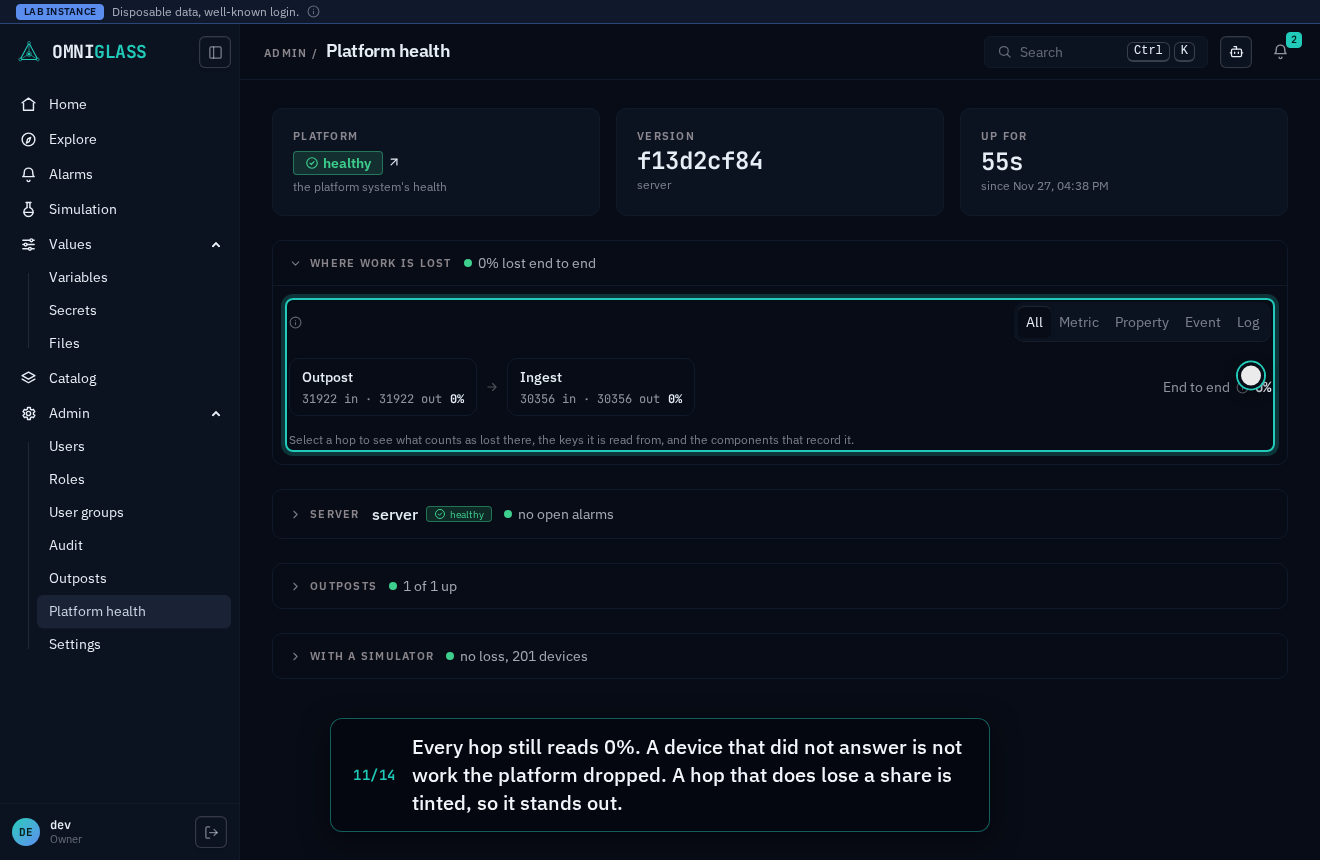 LAB INSTANCE Disposable data, well-known login.
OMNIGLASS
ADMIN / Platform health
Search Ctrl K
2
Home
Explore
Alarms
Simulation
Values
Variables
Secrets
Files
Catalog
Admin
Users
Roles
User groups
Audit
Outposts
Platform health
Settings
DE dev
Owner
PLATFORM
healthy
the platform system's health
VERSION
f13d2cf84
server
UP FOR
55s
since Nov 27, 04:38 PM
WHERE WORK IS LOST 0% lost end to end
All Metric Property Event Log
Outpost
31922 in · 31922 out 0%
→
Ingest
30356 in · 30356 out 0%
End to end
Select a hop to see what counts as lost there, the keys it is read from, and the components that record it.
SERVER server healthy no open alarms
OUTPOSTS 1 of 1 up
WITH A SIMULATOR no loss, 201 devices
11/14
Every hop still reads 0%. A device that did not answer is not
work the platform dropped. A hop that does lose a share is
tinted, so it stands out.